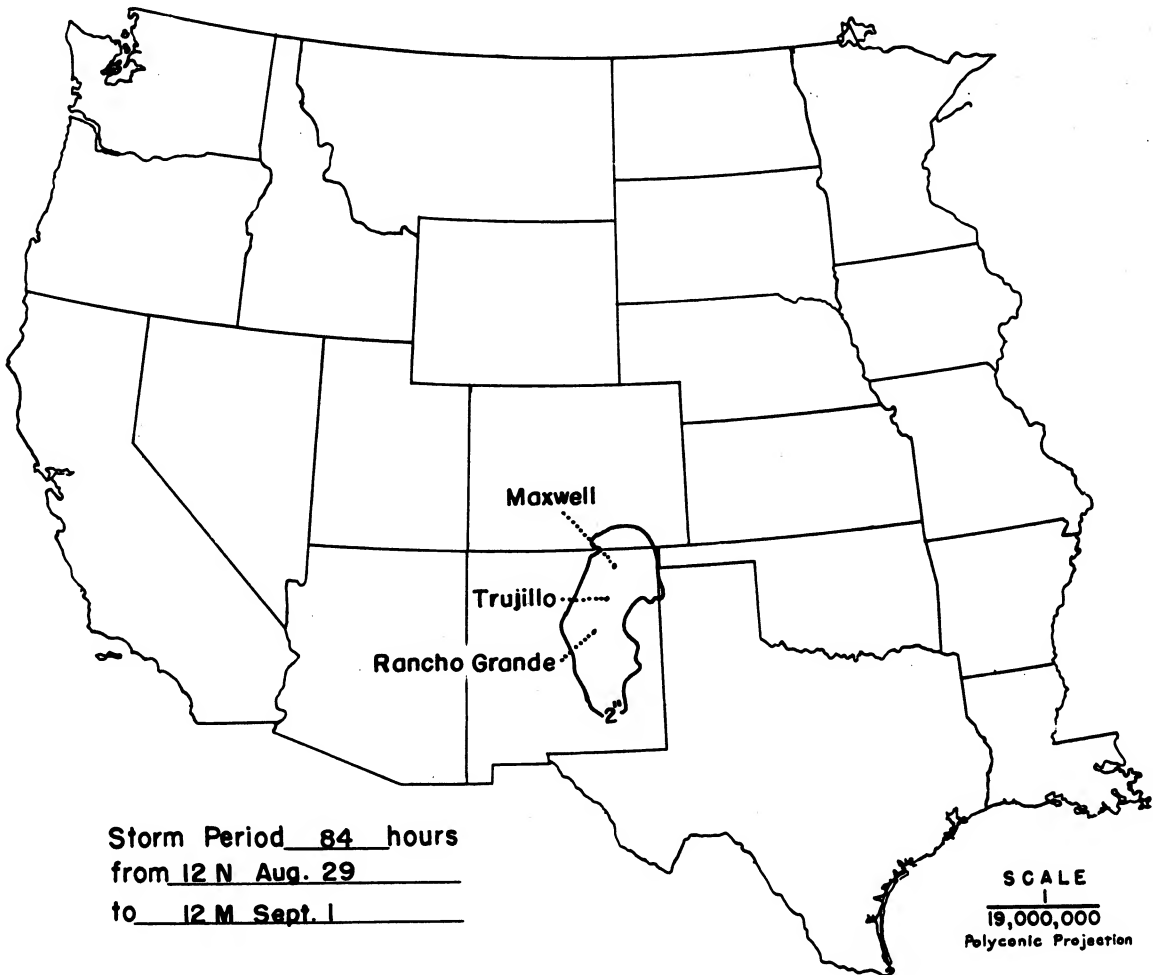 Maxwell
Trujillo
Rancho Grande
2"
Storm Period 84 hours
from 12 N Aug. 29
to 12 M Sept. 1
SCALE
1
19,000,000
Polyconic Projection